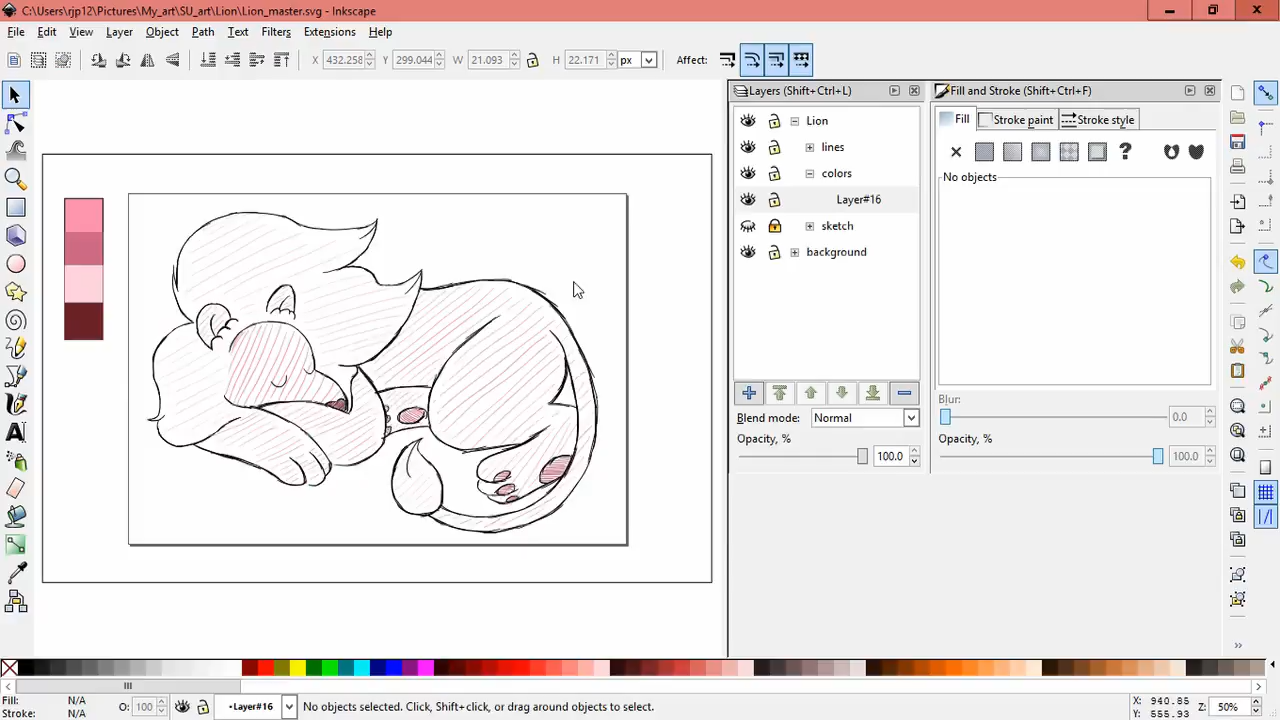 C:\Users\rjp12\Pictures\My_art\SU_art\Lion\Lion_master.svg - Inkscape
File Edit View Layer Object Path Text Filters Extensions Help
X 432.258 Y 299.044 W 21.093 H 22.171 px Affect:
Layers (Shift+Ctrl+L)
Fill and Stroke (Shift+Ctrl+F)
Lion
Fill Stroke paint Stroke style
lines
colors
No objects
Layer#16
sketch
background
Blur:
Blend mode: Normal
0.0
Opacity, %
Opacity, %
100.0
100.0
Fill: N/A
Stroke: N/A
O: 100
•Layer#16
No objects selected. Click, Shift+click, or drag around objects to select.
X: 940.85
Y: 555.93
Z: 50%